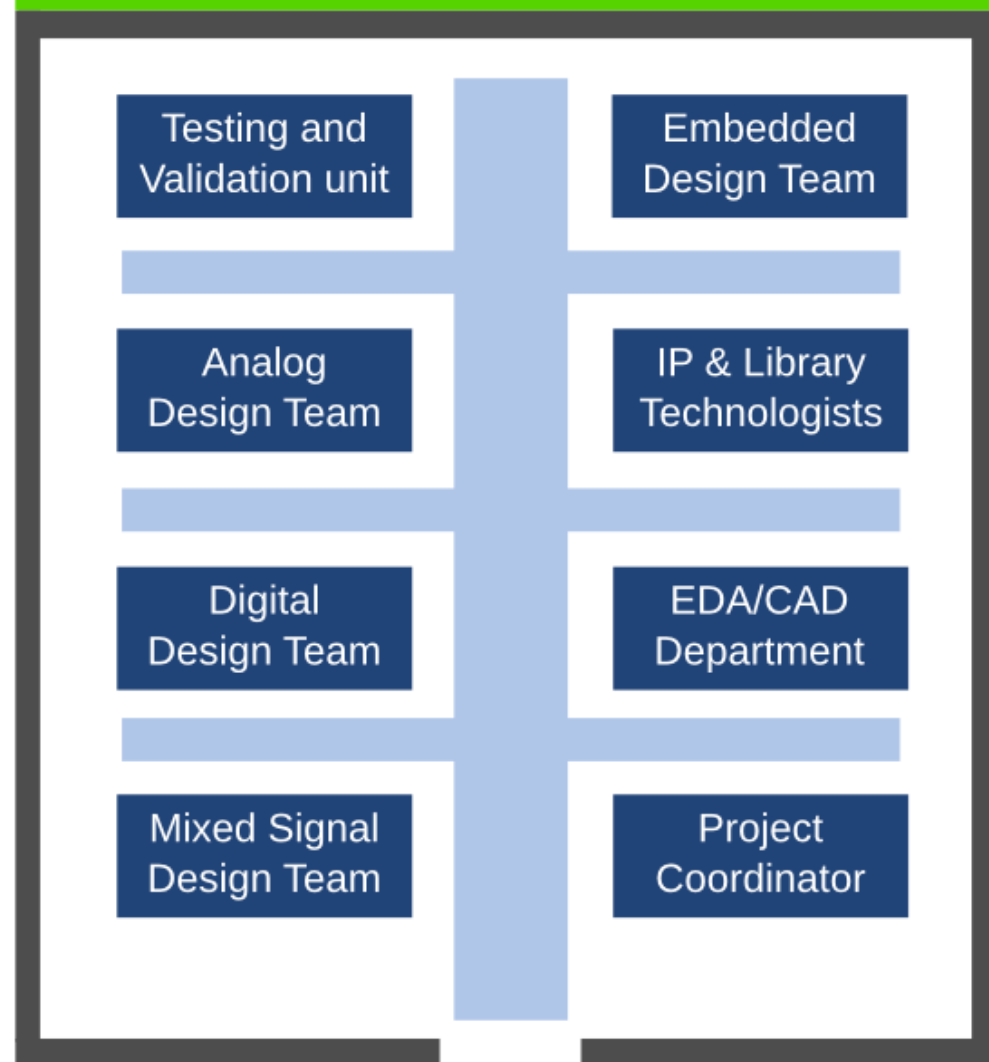 Testing and
Validation unit
Embedded
Design Team
Analog
Design Team
IP & Library
Technologists
Digital
Design Team
EDA/CAD
Department
Mixed Signal
Design Team
Project
Coordinator